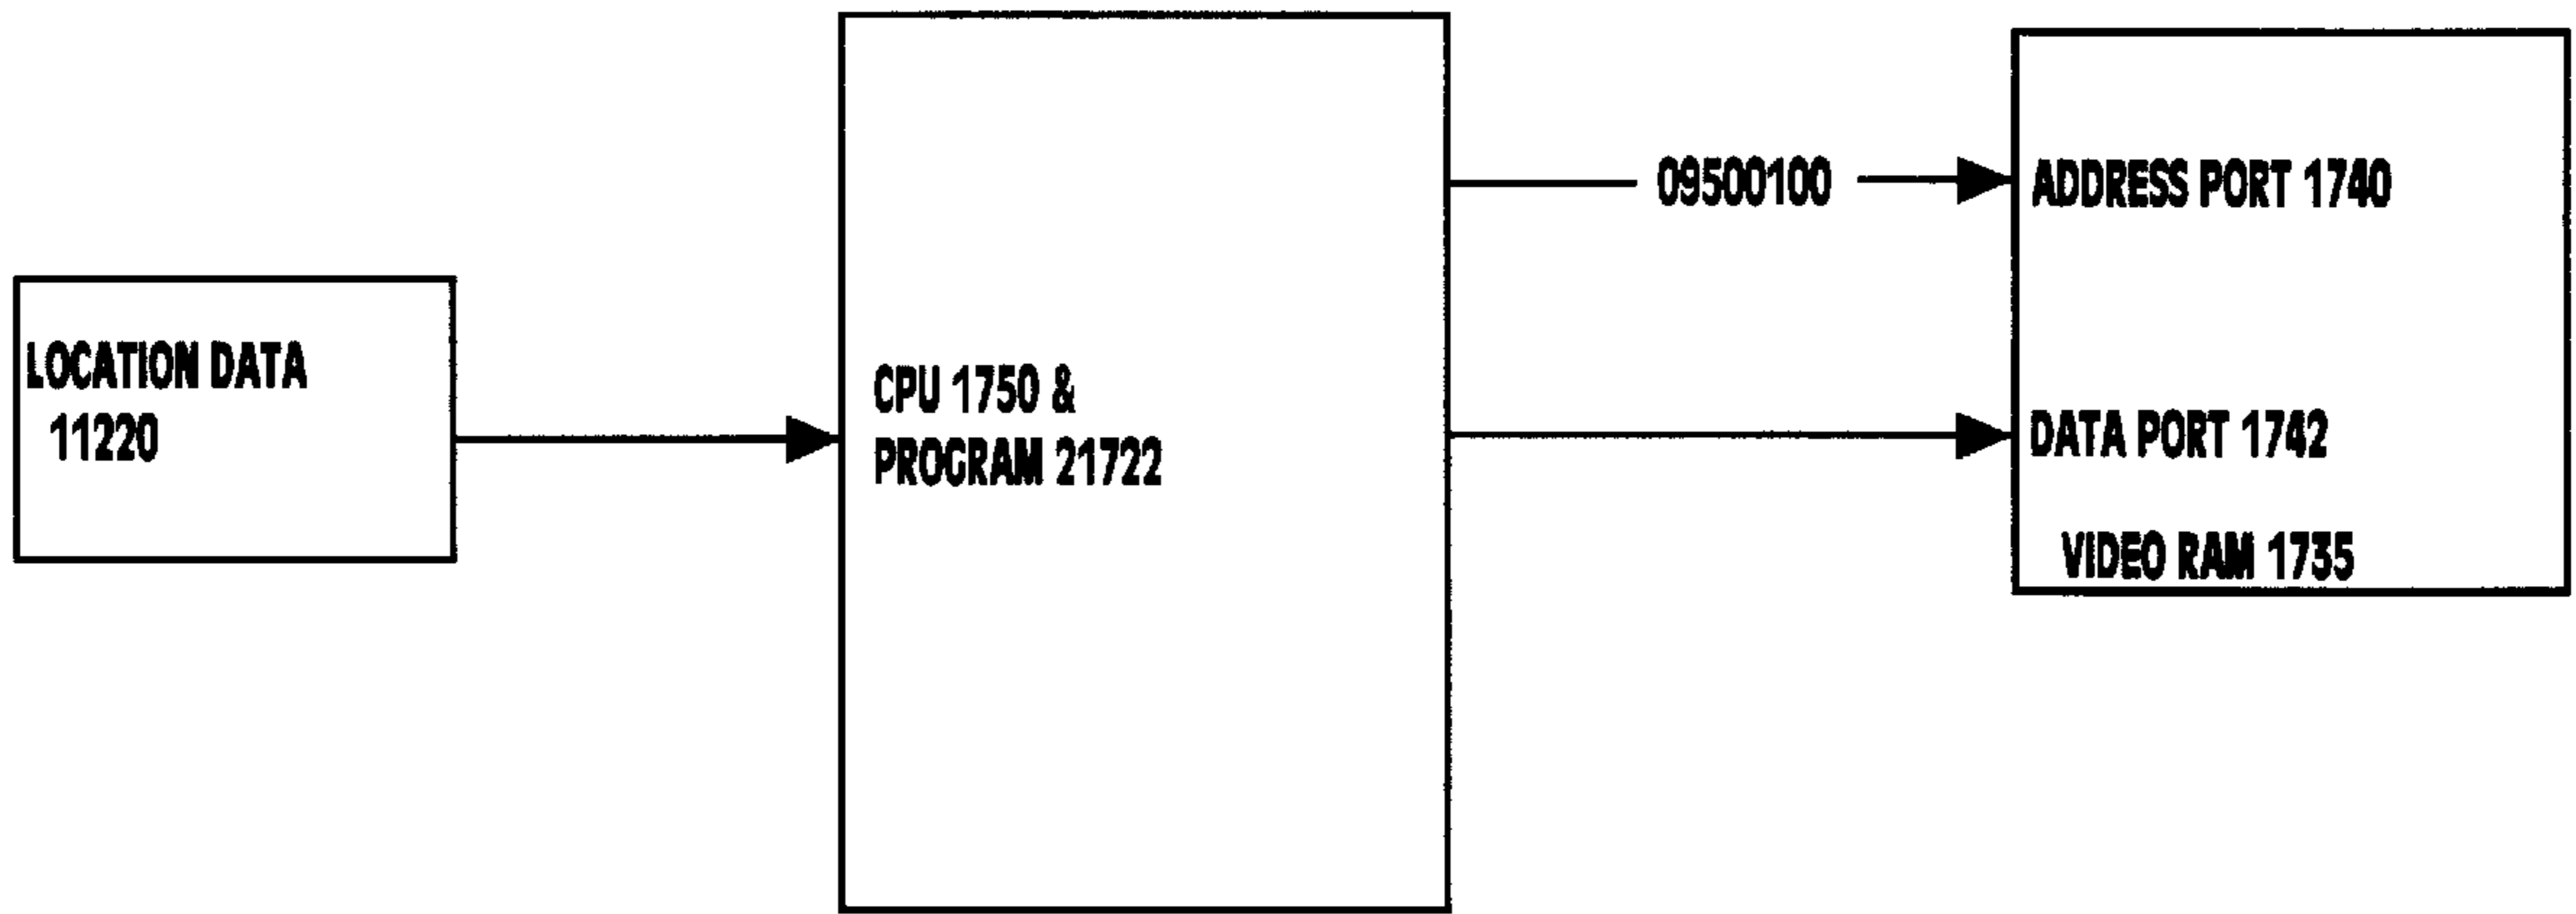 LOCATION DATA
11220
CPU 1750 &
PROGRAM 21722
09500100
ADDRESS PORT 1740
DATA PORT 1742
VIDEO RAM 1735